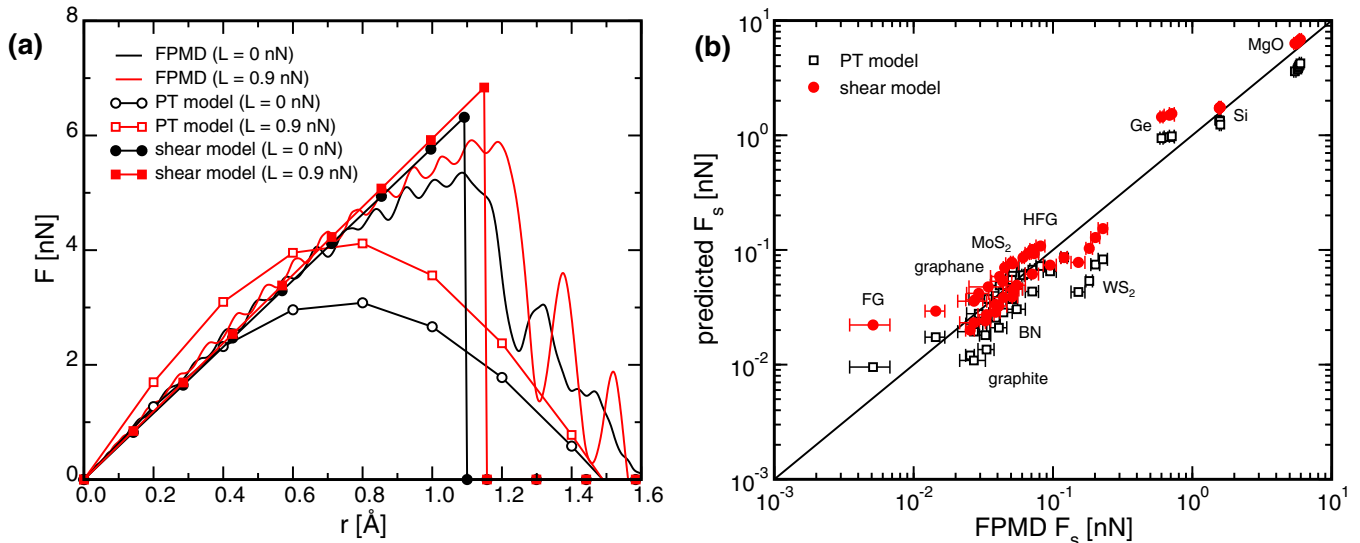 (a)
8
6
4
2
0
F [nN]
FPMD (L = 0 nN)
FPMD (L = 0.9 nN)
PT model (L = 0 nN)
PT model (L = 0.9 nN)
shear model (L = 0 nN)
shear model (L = 0.9 nN)
0.0 0.2 0.4 0.6 0.8 1.0 1.2 1.4 1.6
r [Å]
(b)
10^1
10^0
10^-1
10^-2
10^-3
predicted F_s [nN]
PT model
shear model
MgO
Ge
Si
HFG
MoS_2
graphane
FG
WS_2
BN
graphite
10^-3 10^-2 10^-1 10^0 10^1
FPMD F_s [nN]